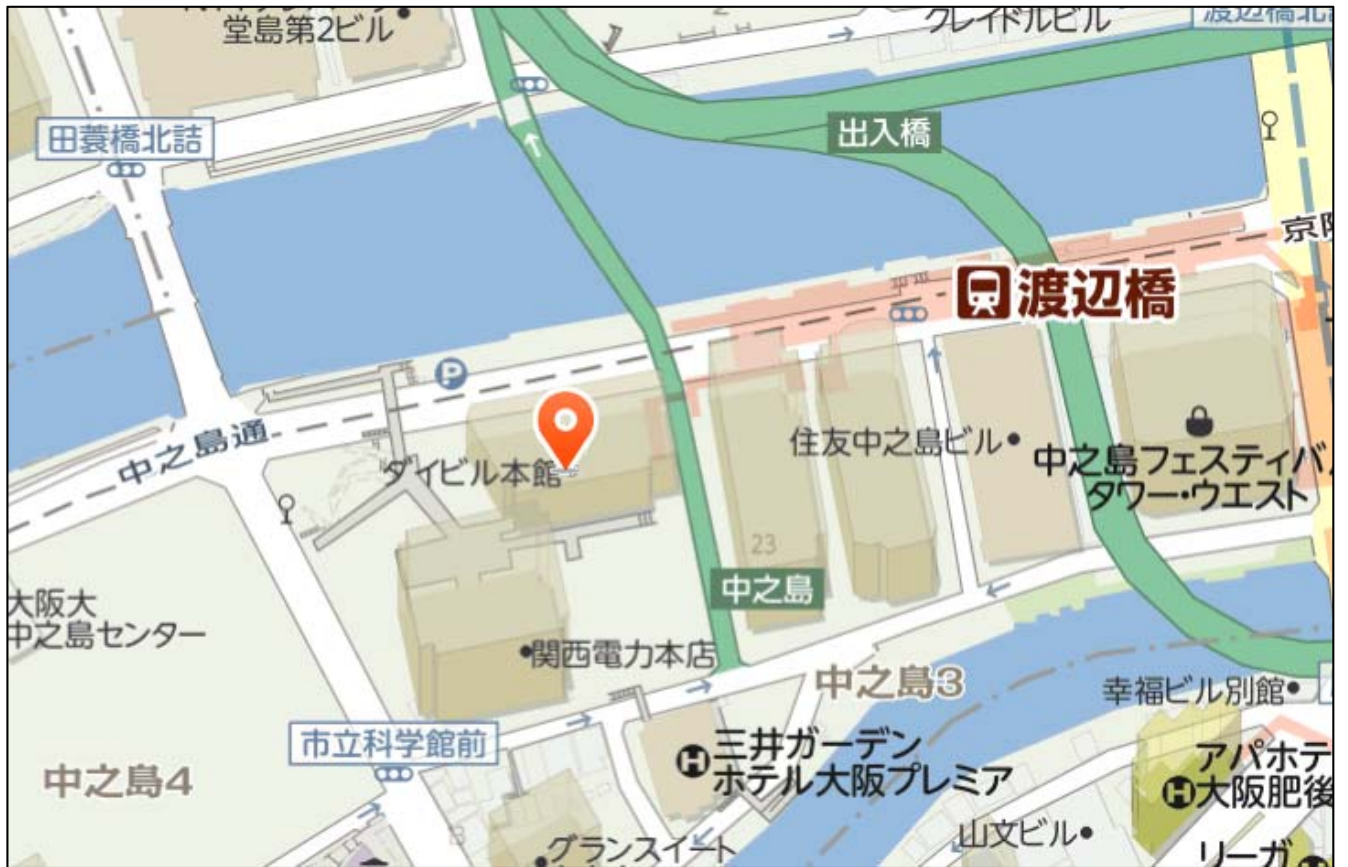 堂島第2ビル
クレイドルビル
田蓑橋北詰
出入橋
京阪
渡辺橋
中之島通
ダイビル本館
住友中之島ビル
中之島フェスティバ
タワー・ウエスト
23
中之島
大阪大
中之島センター
関西電力本店
中之島3
幸福ビル別館
市立科学館前
三井ガーデン
ホテル大阪プレミア
アパホテ
大阪肥後
中之島4
グランスイート
山文ビル
リーガ
P
H
H